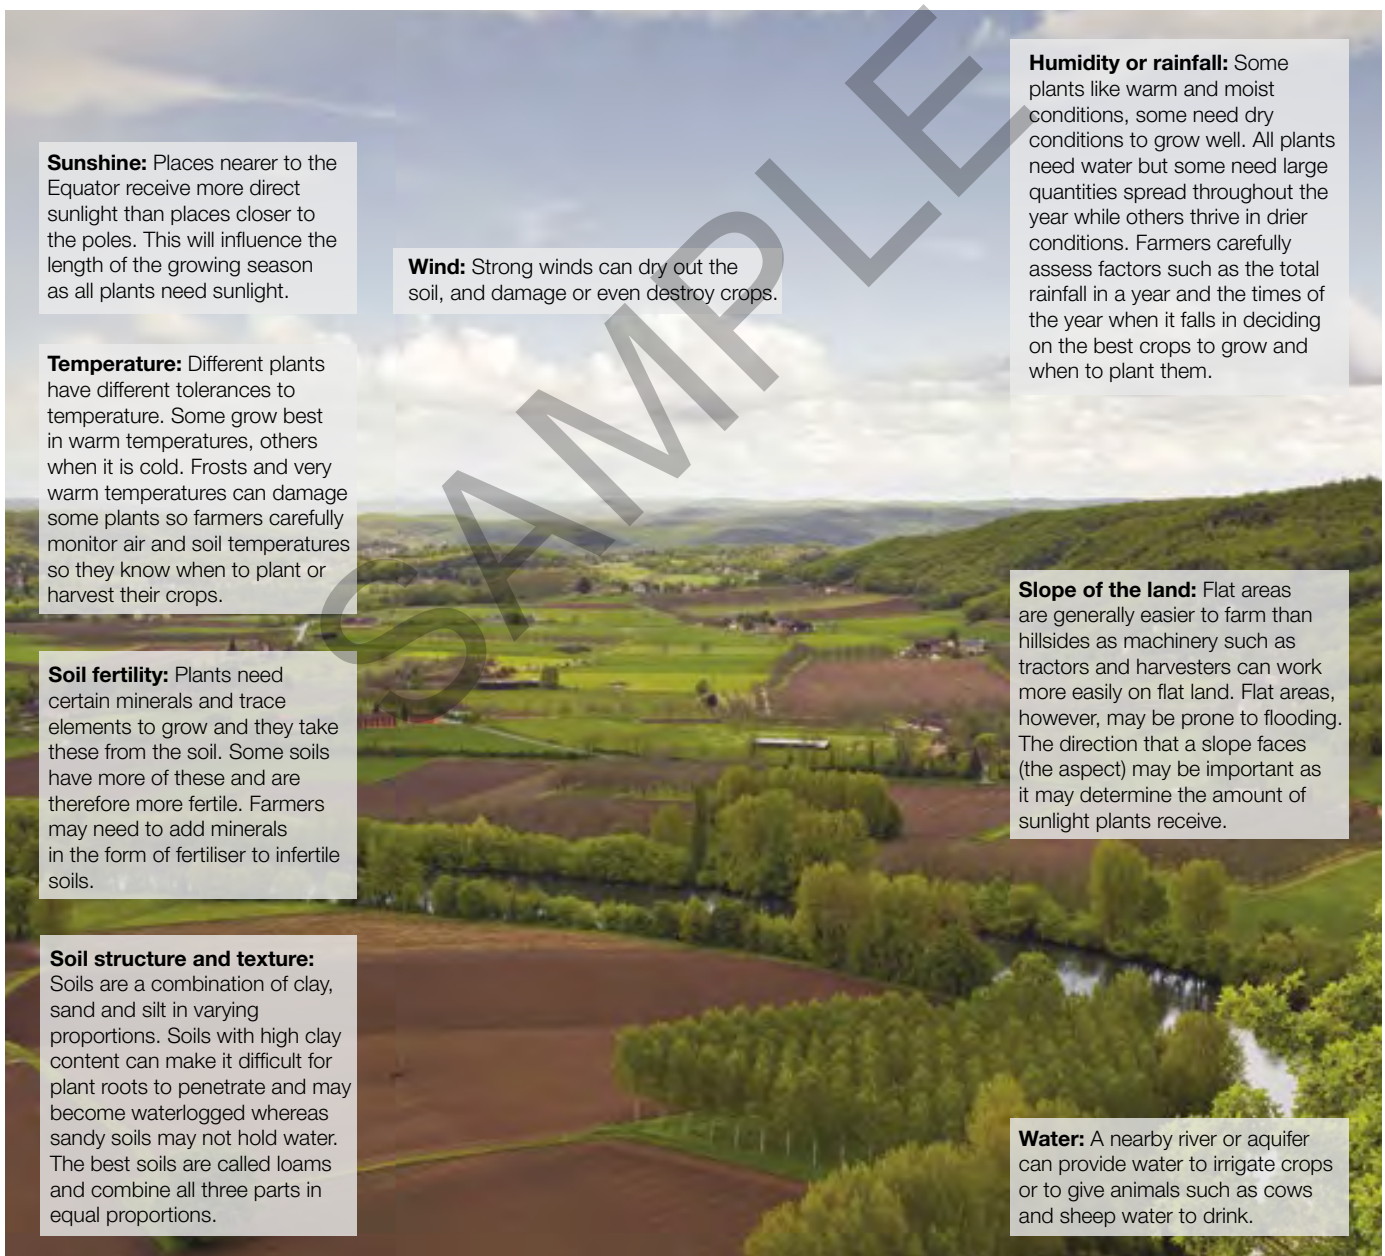 Sunshine: Places nearer to the
Equator receive more direct
sunlight than places closer to
the poles. This will influence the
length of the growing season
as all plants need sunlight.
Wind: Strong winds can dry out the
soil, and damage or even destroy crops.
Humidity or rainfall: Some
plants like warm and moist
conditions, some need dry
conditions to grow well. All plants
need water but some need large
quantities spread throughout the
year while others thrive in drier
conditions. Farmers carefully
assess factors such as the total
rainfall in a year and the times of
the year when it falls in deciding
on the best crops to grow and
when to plant them.
Temperature: Different plants
have different tolerances to
temperature. Some grow best
in warm temperatures, others
when it is cold. Frosts and very
warm temperatures can damage
some plants so farmers carefully
monitor air and soil temperatures
so they know when to plant or
harvest their crops.
Slope of the land: Flat areas
are generally easier to farm than
hillsides as machinery such as
tractors and harvesters can work
more easily on flat land. Flat areas,
however, may be prone to flooding.
The direction that a slope faces
(the aspect) may be important as
it may determine the amount of
sunlight plants receive.
Soil fertility: Plants need
certain minerals and trace
elements to grow and they take
these from the soil. Some soils
have more of these and are
therefore more fertile. Farmers
may need to add minerals
in the form of fertiliser to infertile
soils.
Soil structure and texture:
Soils are a combination of clay,
sand and silt in varying
proportions. Soils with high clay
content can make it difficult for
plant roots to penetrate and may
become waterlogged whereas
sandy soils may not hold water.
The best soils are called loams
and combine all three parts in
equal proportions.
Water: A nearby river or aquifer
can provide water to irrigate crops
or to give animals such as cows
and sheep water to drink.
SAMPLE